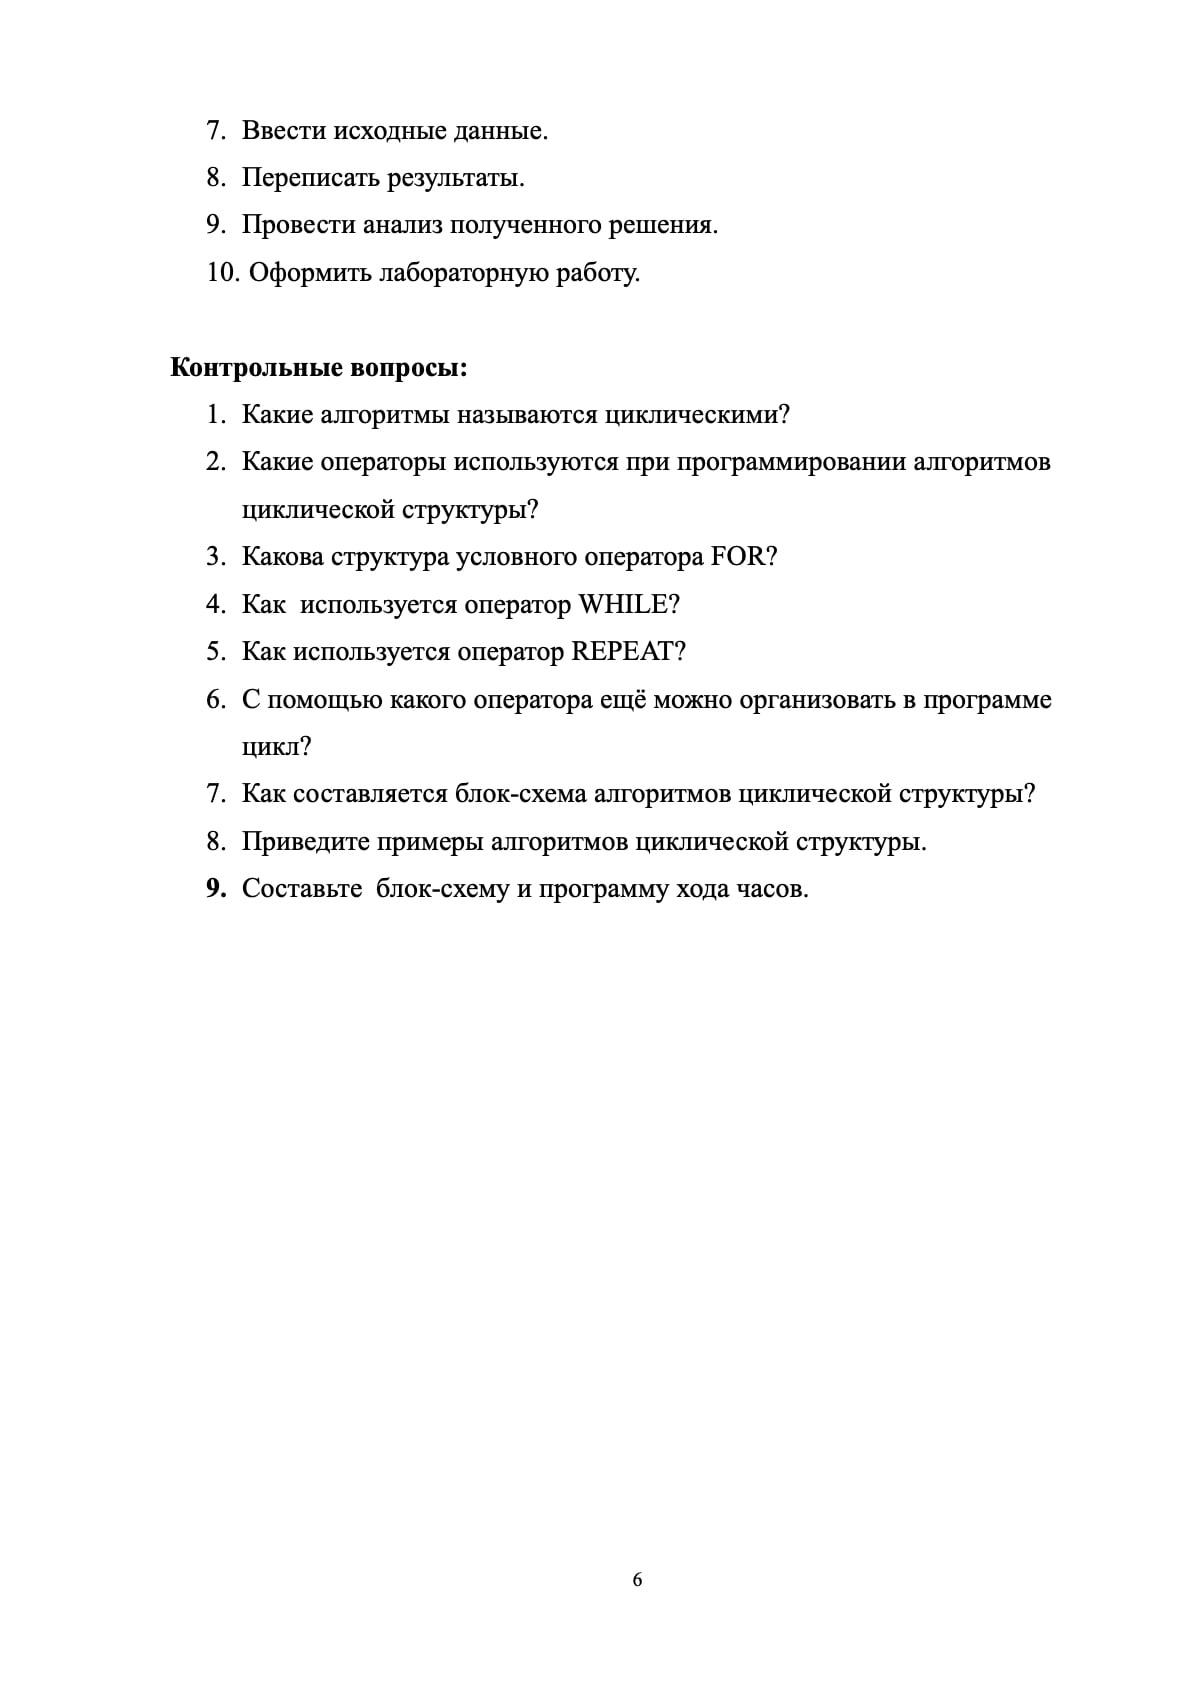 7. Ввести исходные данные.
8. Переписать результаты.
9. Провести анализ полученного решения.
10. Оформить лабораторную работу.
Контрольные вопросы:
1. Какие алгоритмы называются циклическими?
2. Какие операторы используются при программировании алгоритмов
циклической структуры?
3. Какова структура условного оператора FOR?
4. Как  используется оператор WHILE?
5. Как используется оператор REPEAT?
6. С помощью какого оператора ещё можно организовать в программе
цикл?
7. Как составляется блок-схема алгоритмов циклической структуры?
8. Приведите примеры алгоритмов циклической структуры.
9. Составьте  блок-схему и программу хода часов.
6